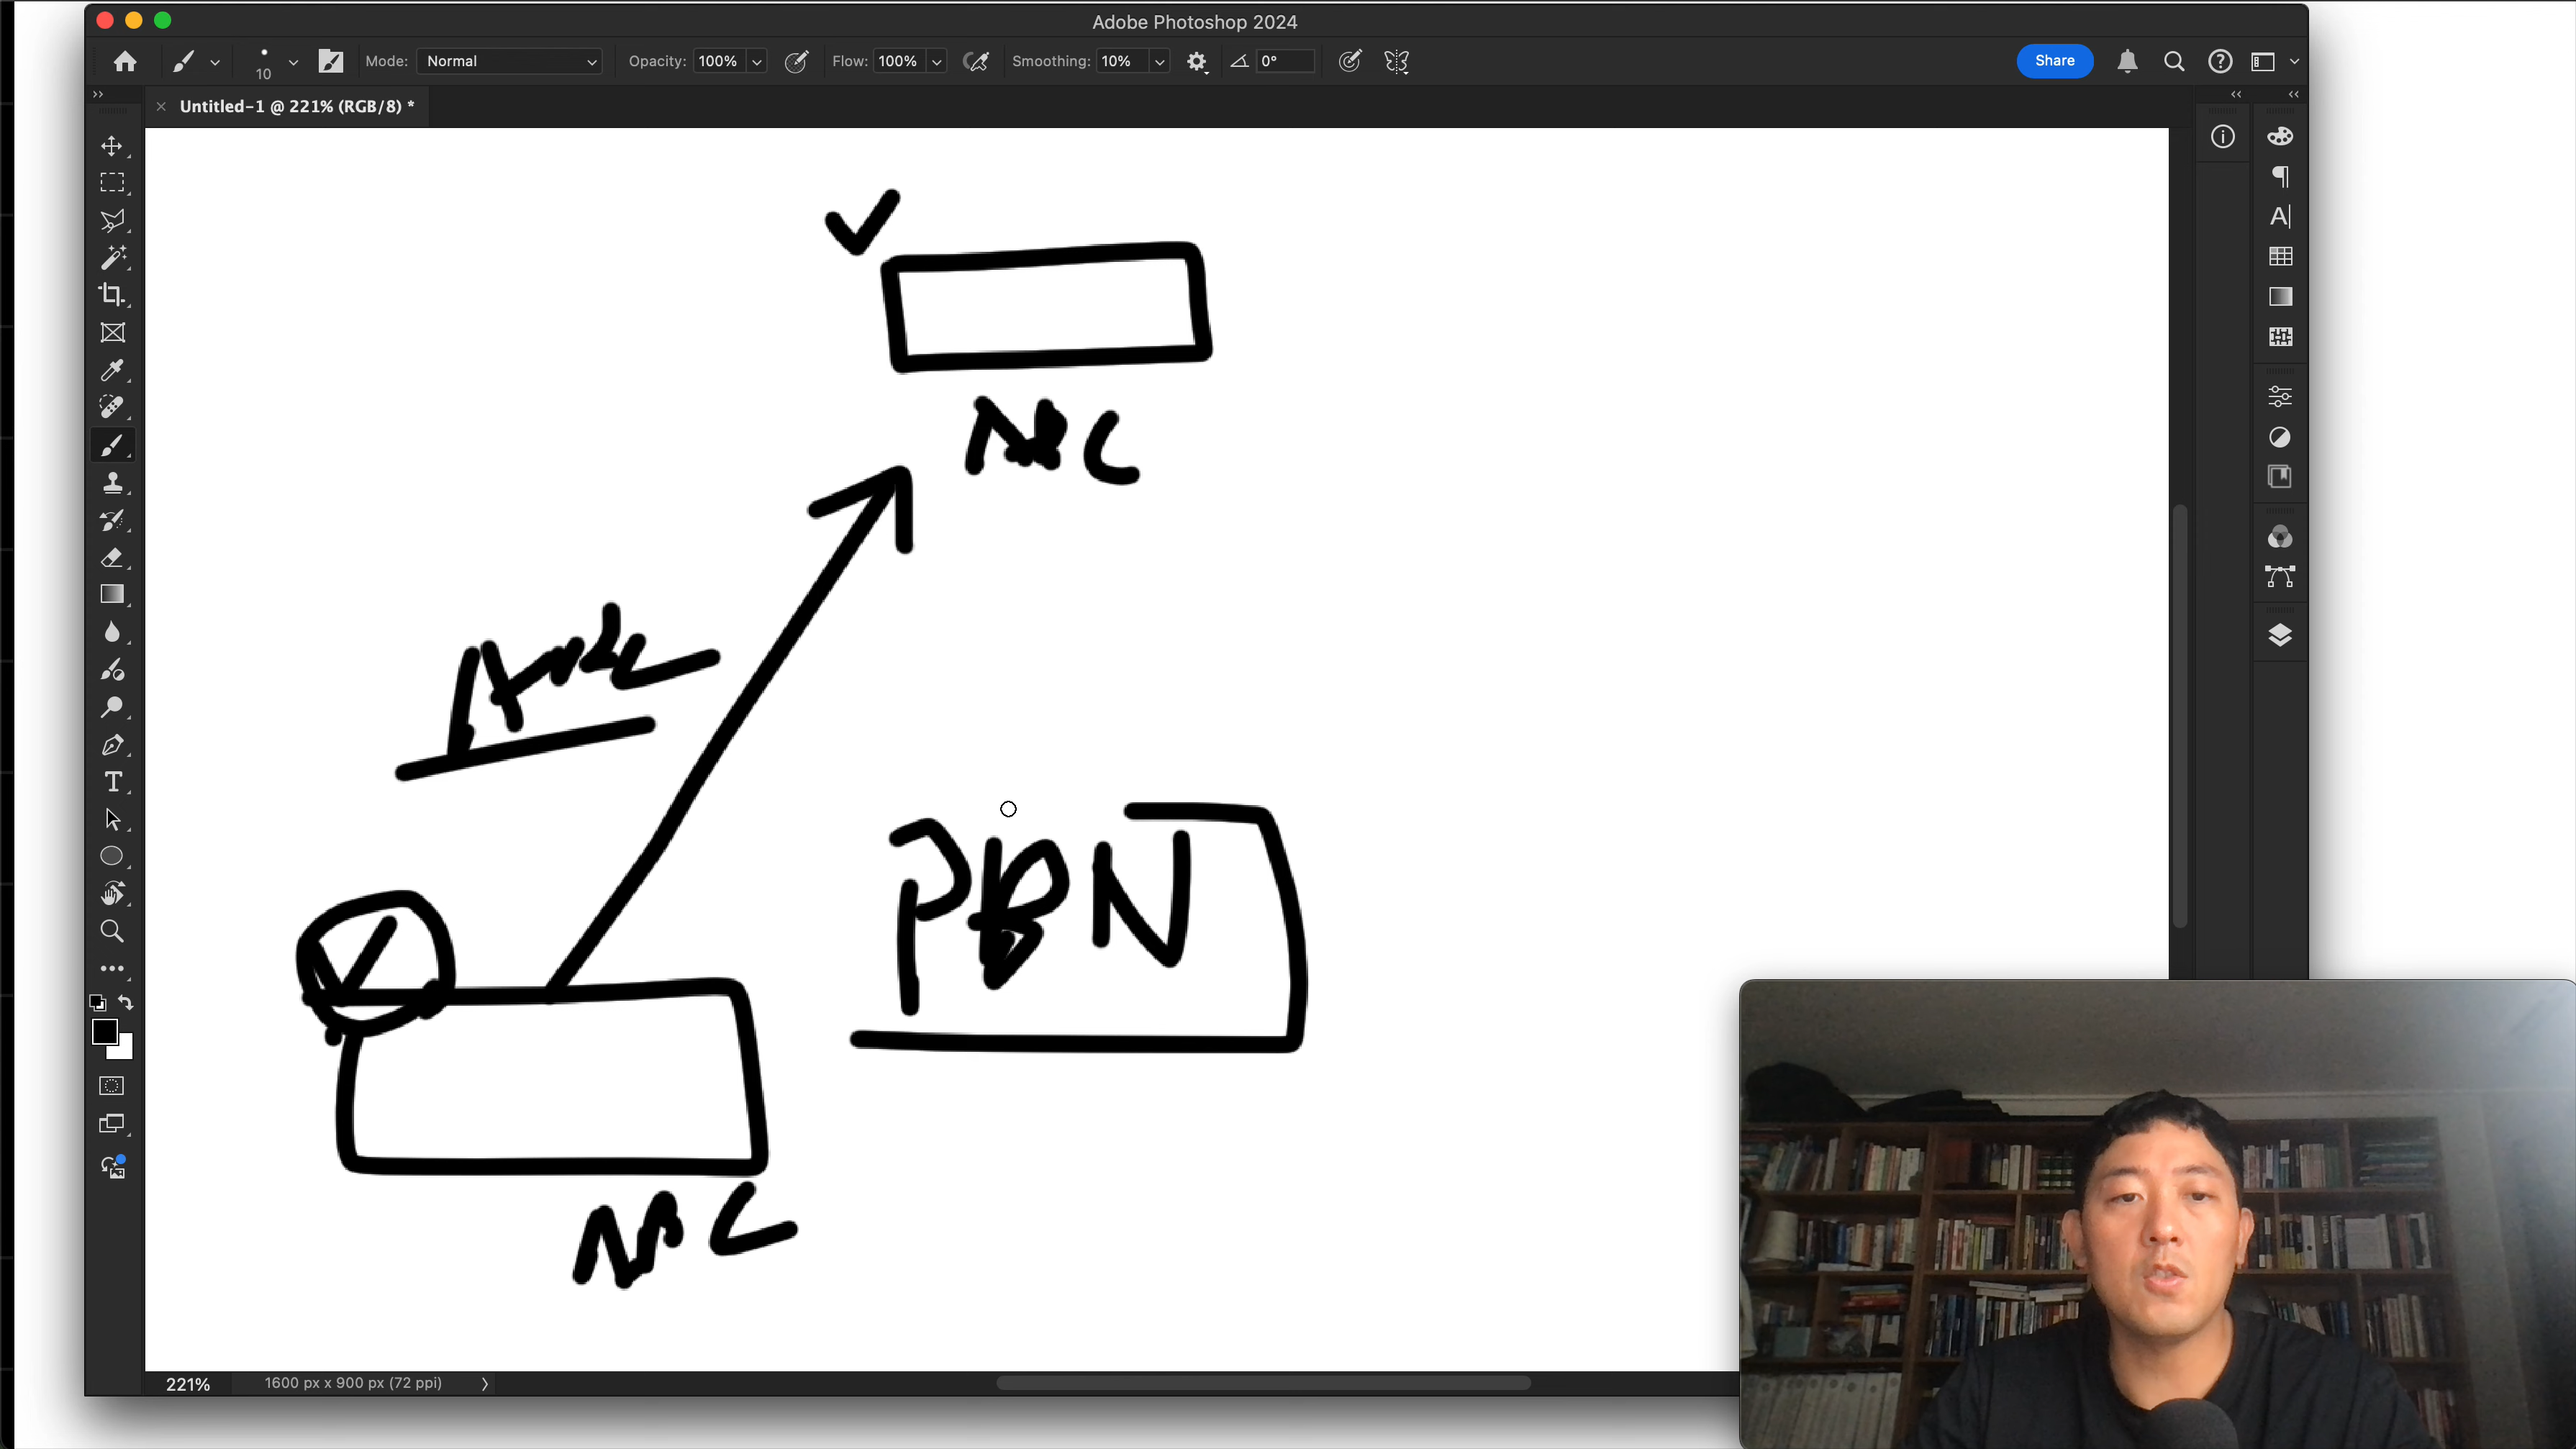 Adobe Photoshop 2024
10 Mode: Normal Opacity: 100% Flow: 100% Smoothing: 10% 0° Share
Untitled-1 @ 221% (RGB/8) *
PBN
221% 1600 px x 900 px (72 ppi)